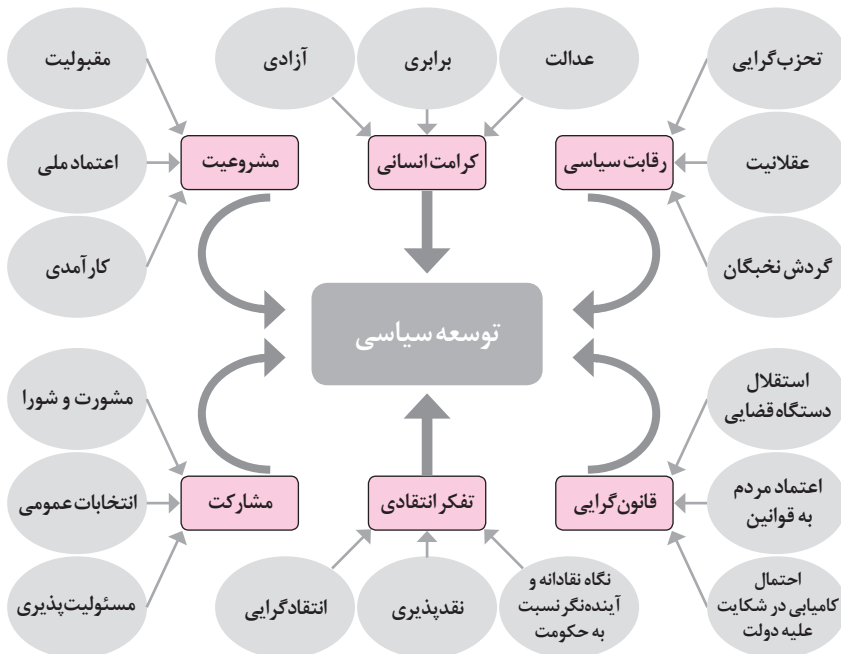 تحزب‌گرایی
عدالت
برابری
آزادی
مقبولیت
رقابت سیاسی
کرامت انسانی
مشروعیت
عقلانیت
اعتماد ملی
گردش نخبگان
کارآمدی
توسعه سیاسی
استقلال
دستگاه قضایی
مشورت و شورا
قانون‌گرایی
تفکر انتقادی
مشارکت
اعتماد مردم
به قوانین
انتخابات عمومی
احتمال
کامیابی در شکایت
علیه دولت
نگاه نقادانه و
آینده‌نگر نسبت
به حکومت
نقدپذیری
انتقادگرایی
مسئولیت‌پذیری